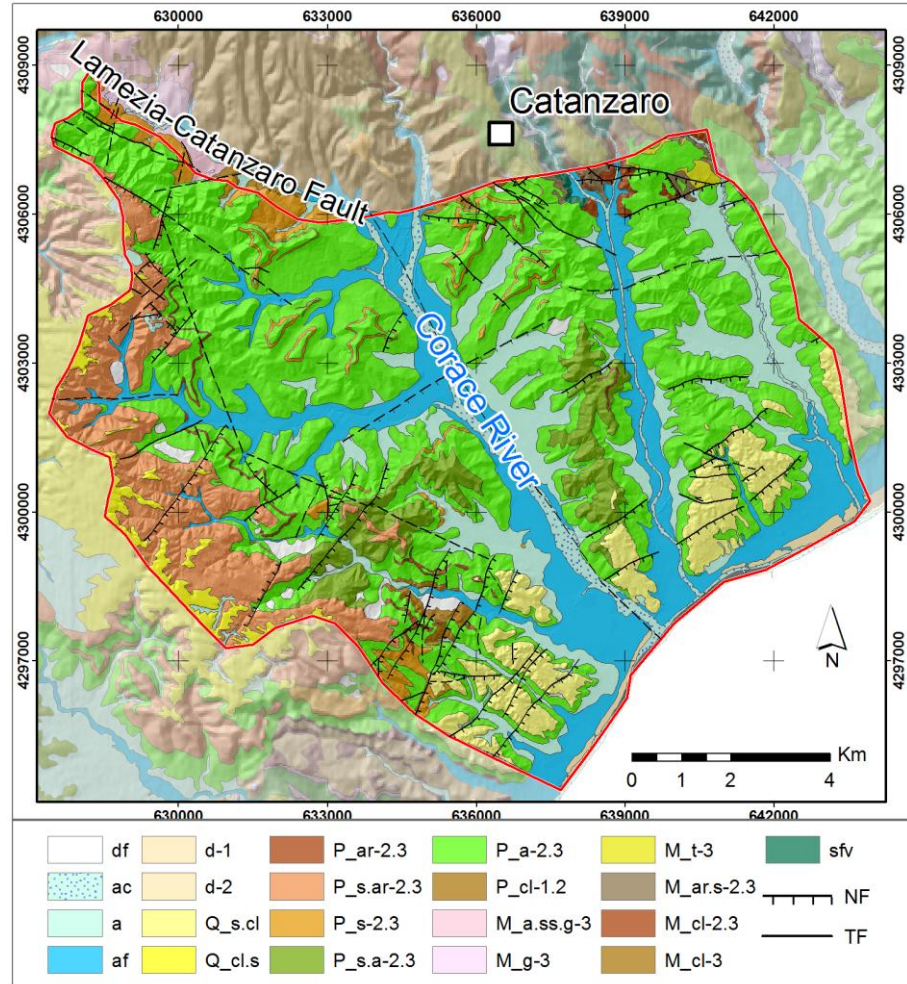 630000 633000 636000 639000 642000
4309000 4309000
Lamezia-Catanzaro Fault
Catanzaro
4306000 4306000
Corace River
4303000 4303000
4300000 4300000
N
4297000 4297000
Km
0 1 2 4
630000 633000 636000 639000 642000
df d-1 P_ar-2.3 P_a-2.3 M_t-3 sfv
ac d-2 P_s.ar-2.3 P_cl-1.2 M_ar.s-2.3 NF
a Q_s.cl P_s-2.3 M_a.ss.g-3 M_cl-2.3 TF
af Q_cl.s P_s.a-2.3 M_g-3 M_cl-3